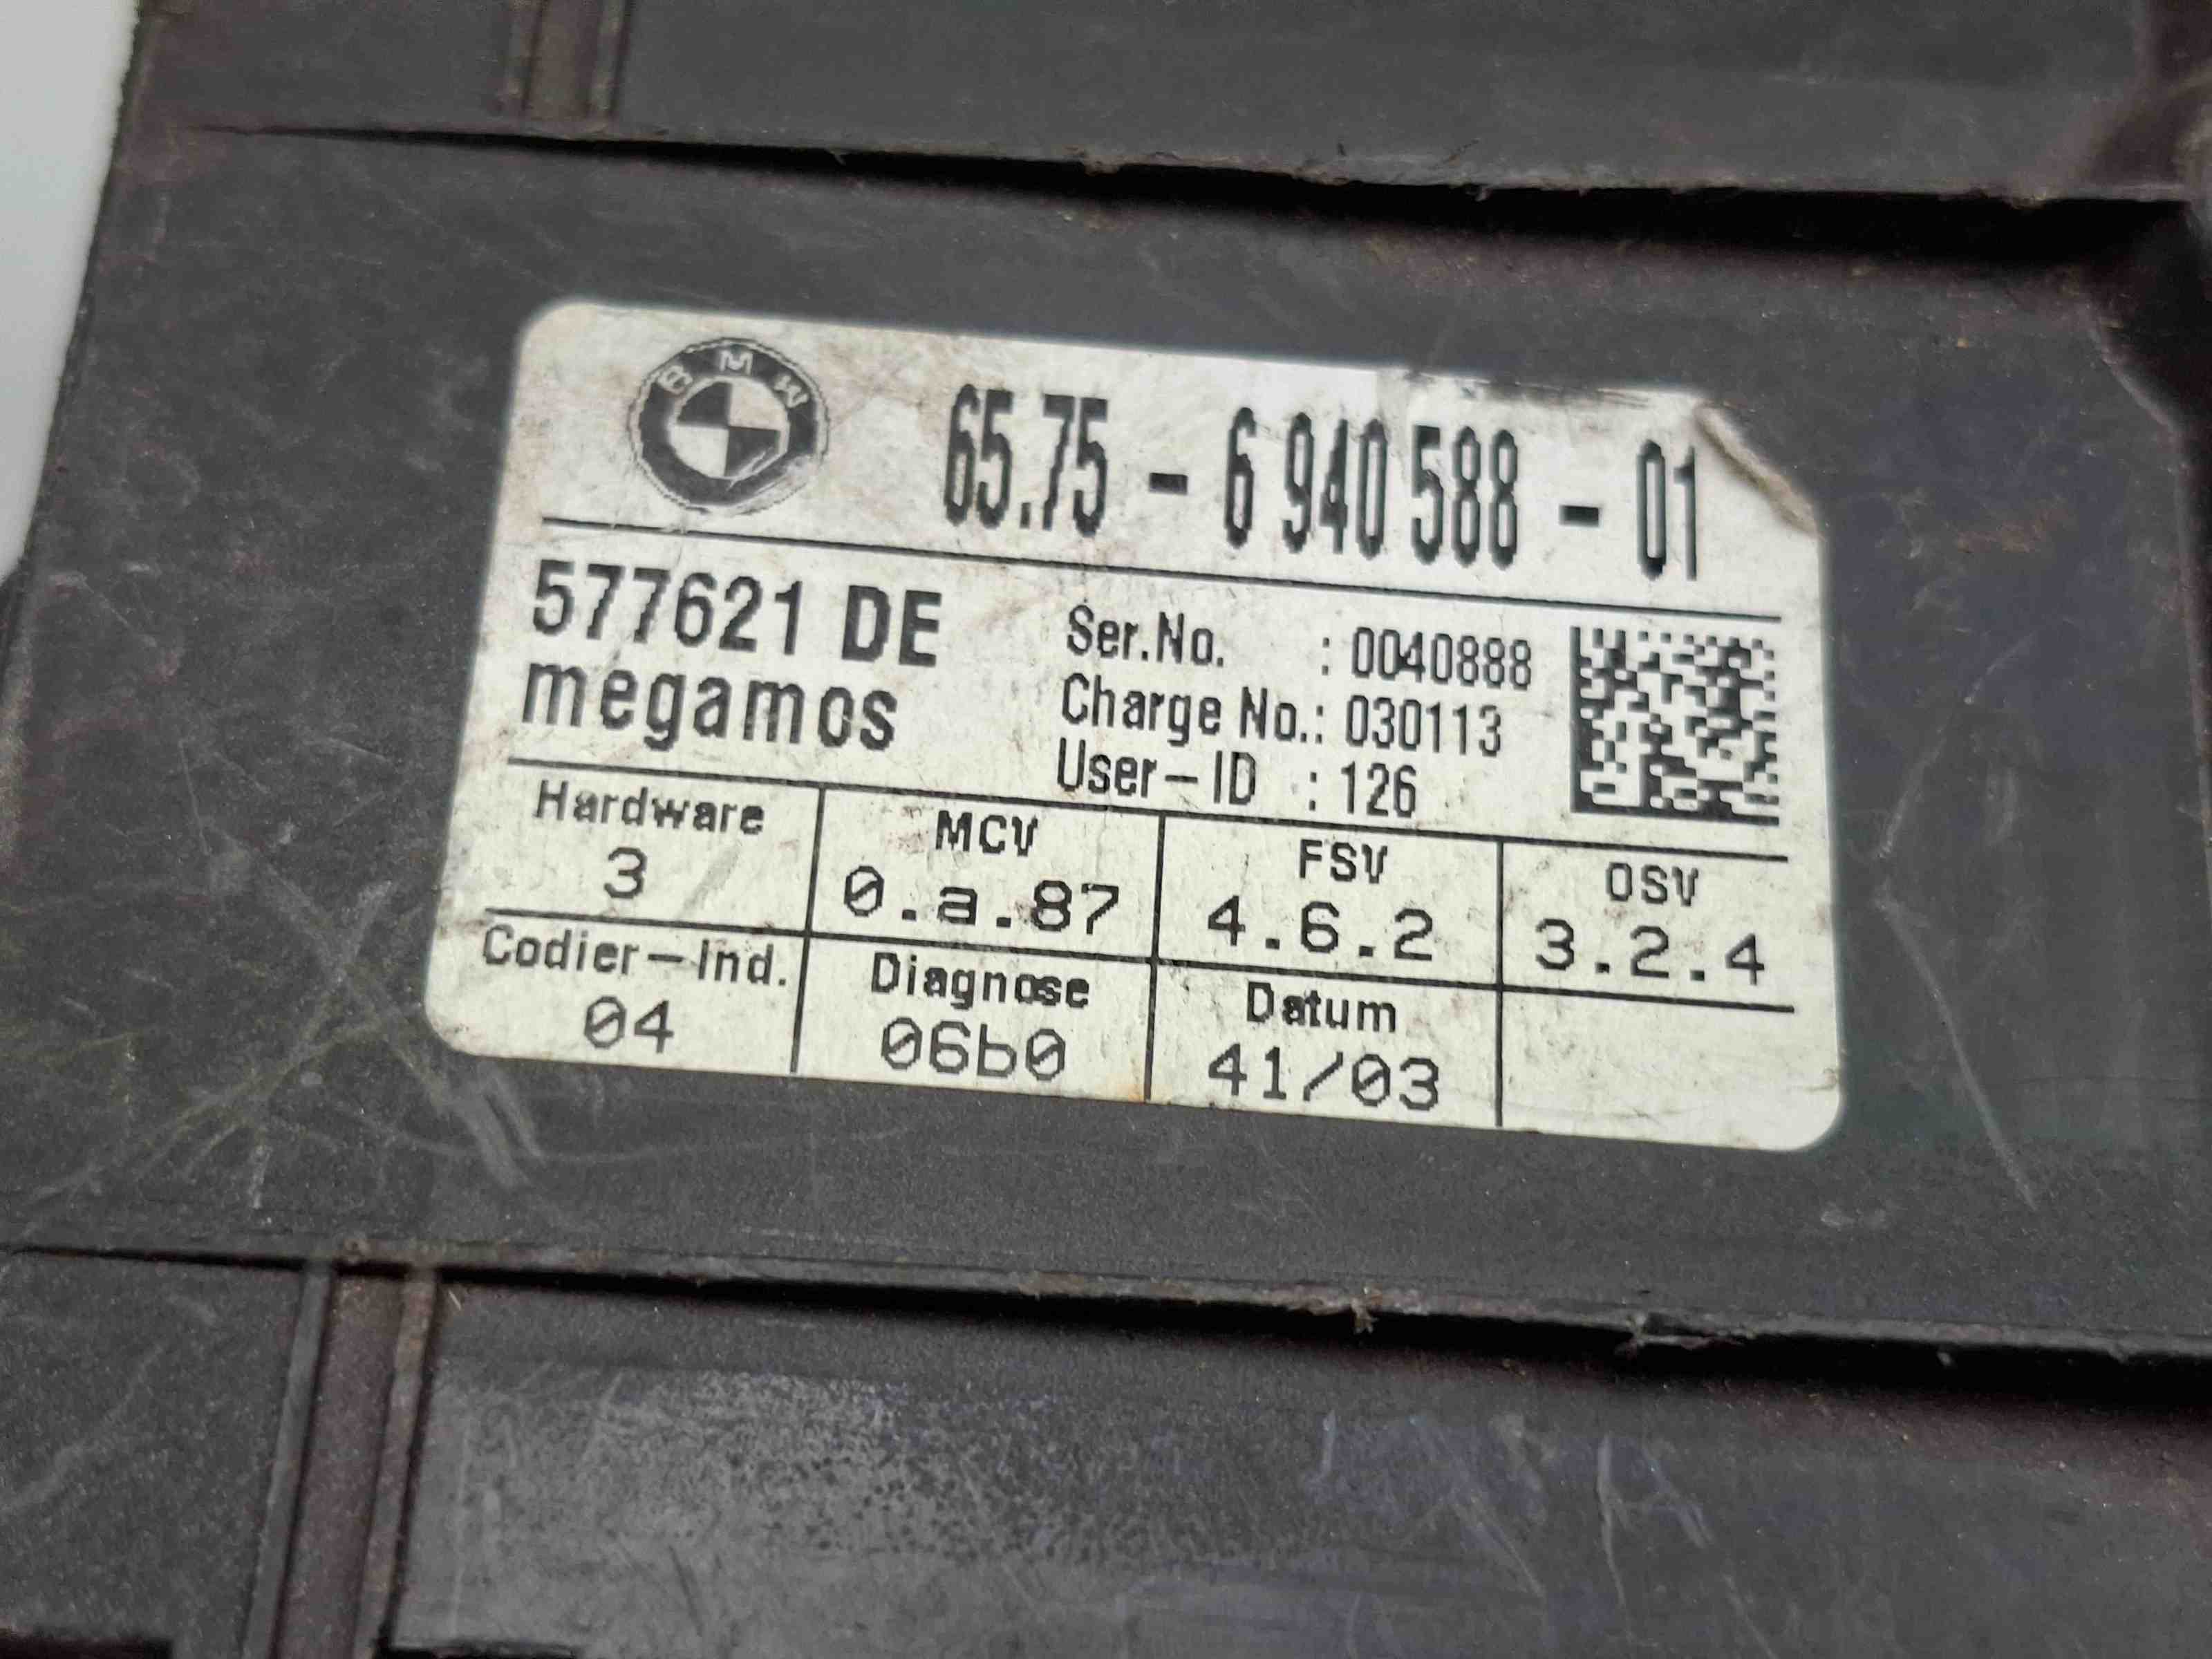 BMW
65.75 - 6 940 588 - 01
577621 DE
megamos
Ser.No. : 0040888
Charge No.: 030113
User-ID : 126
Hardware MCV FSV OSV
3 0.a.87 4.6.2 3.2.4
Codier-Ind. Diagnose Datum
04 06b0 41/03